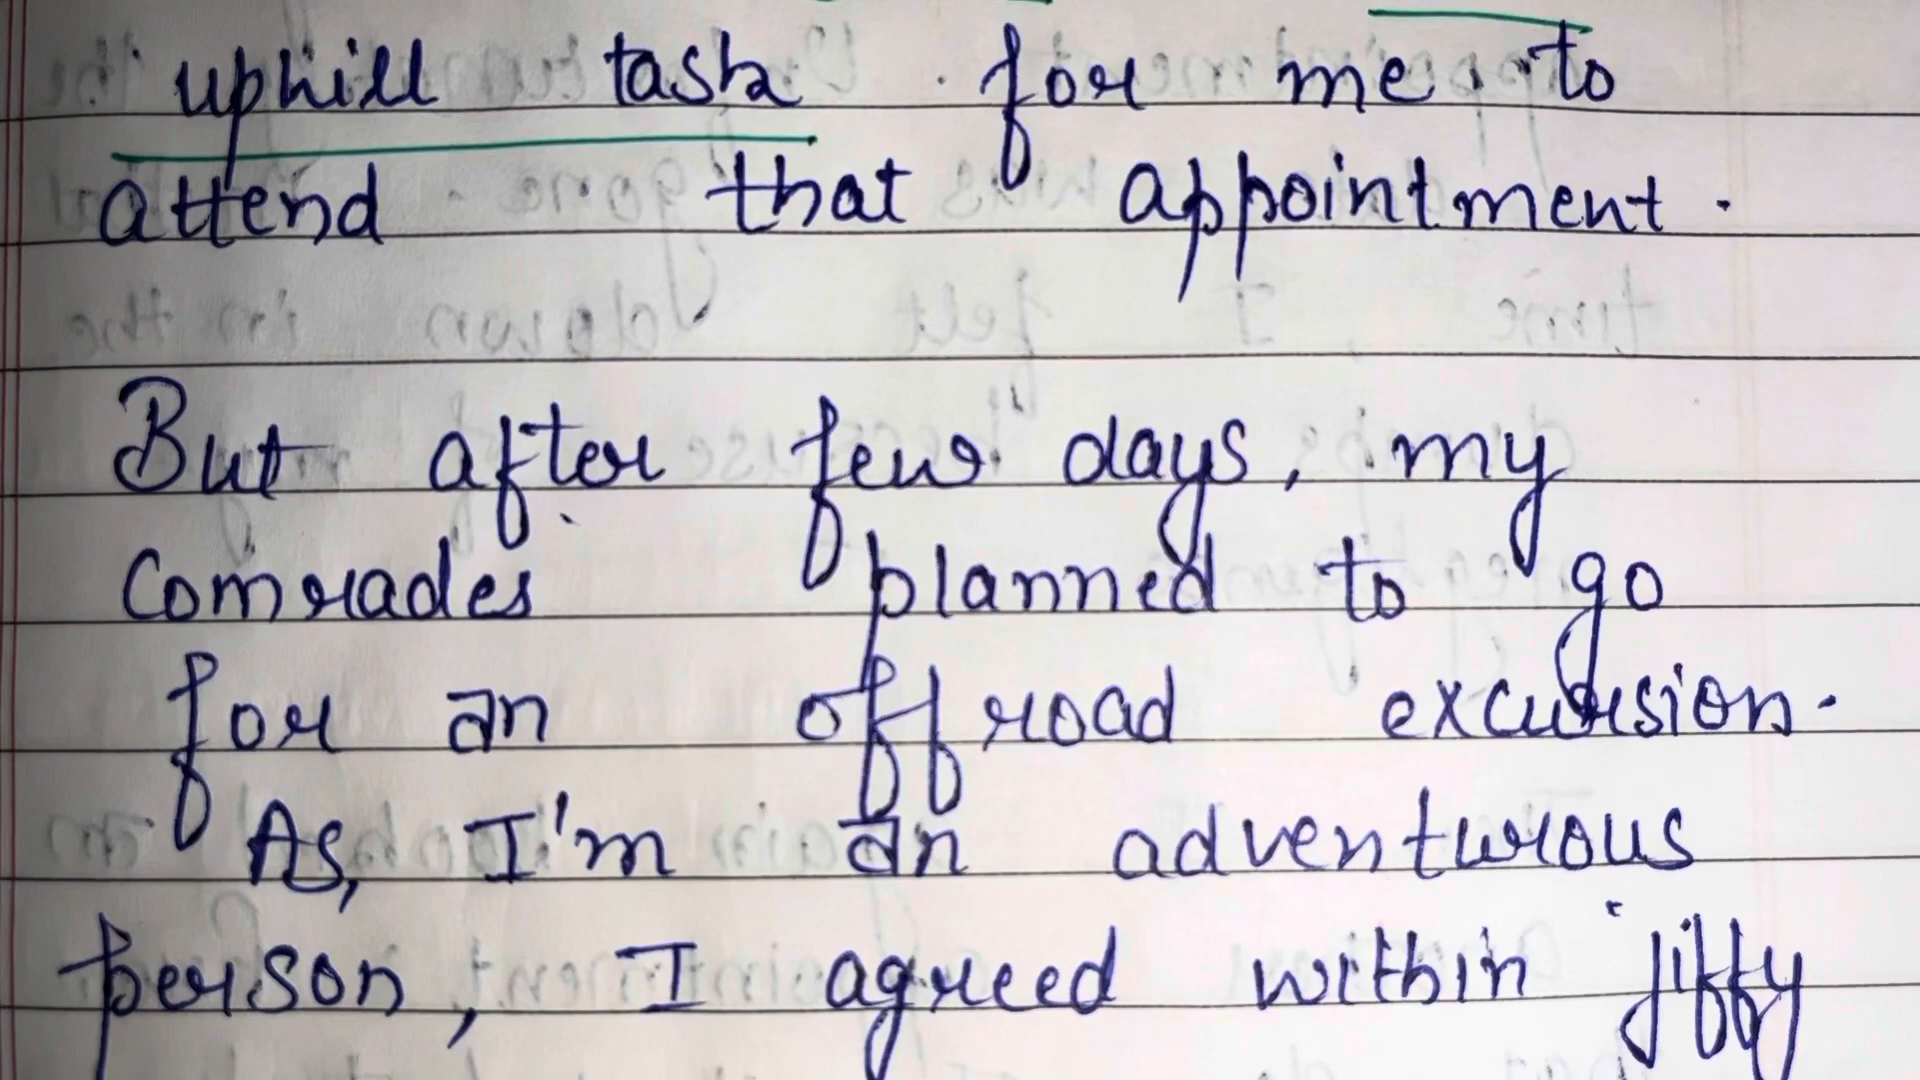 uphill task for me to
attend that appointment.
But after few days, my
comrades planned to go
for an offroad excursion.
As, I'm an adventurous
person, I agreed within jiffy